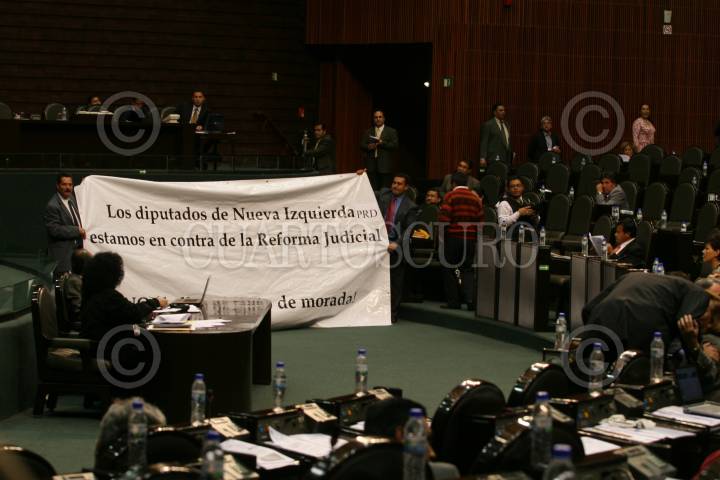 Los diputados de Nueva Izquierda PRD
estamos en contra de la Reforma Judicial
de morada!
CUARTOSCURO